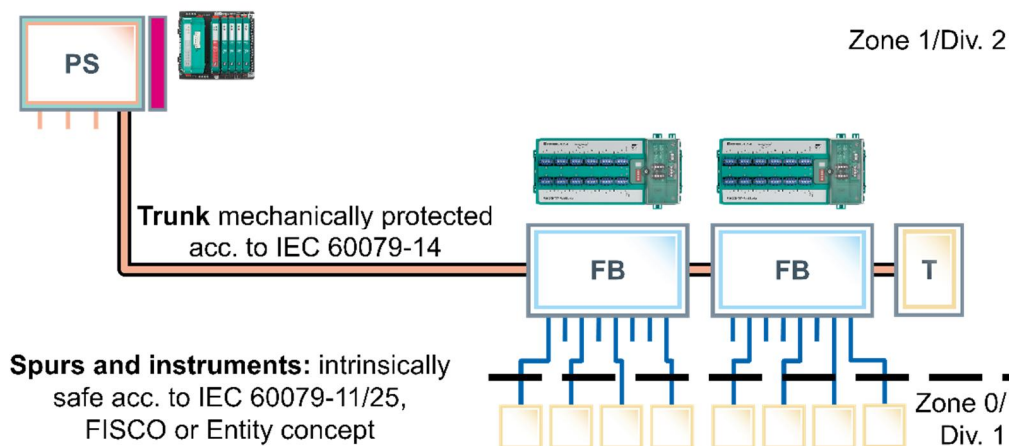 PS
Zone 1/Div. 2
Trunk mechanically protected
acc. to IEC 60079-14
FB
FB
T
Spurs and instruments: intrinsically
safe acc. to IEC 60079-11/25,
FISCO or Entity concept
Zone 0/
Div. 1